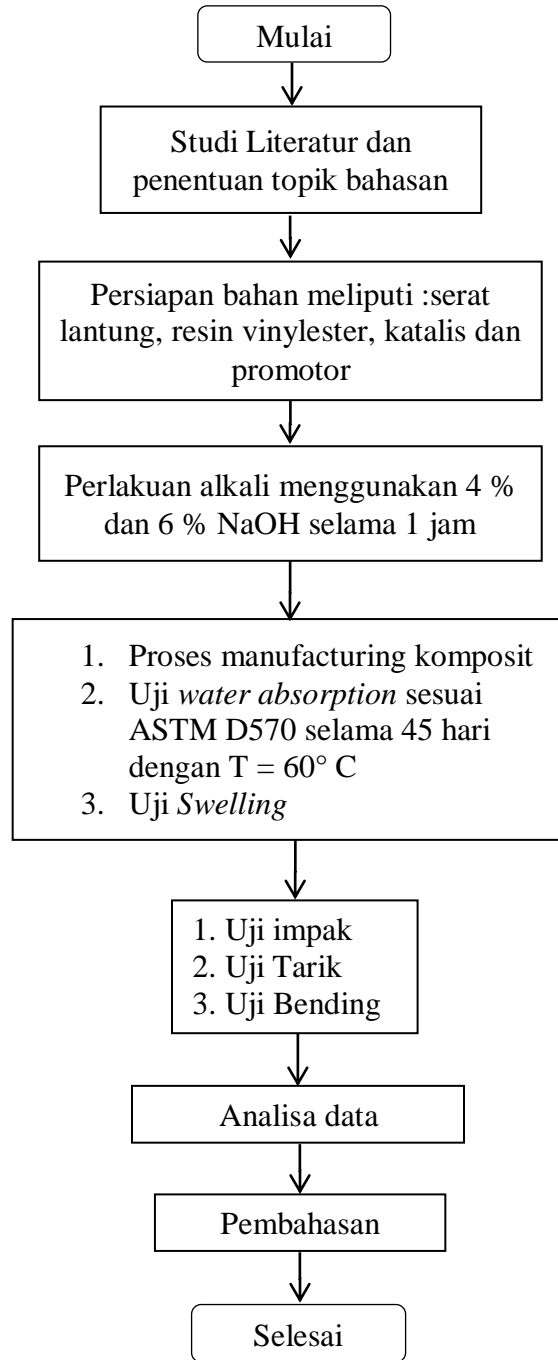 Mulai
Studi Literatur dan
penentuan topik bahasan
Persiapan bahan meliputi :serat
lantung, resin vinylester, katalis dan
promotor
Perlakuan alkali menggunakan 4 %
dan 6 % NaOH selama 1 jam
1. Proses manufacturing komposit
2. Uji water absorption sesuai
ASTM D570 selama 45 hari
dengan T = 60° C
3. Uji Swelling
1. Uji impak
2. Uji Tarik
3. Uji Bending
Analisa data
Pembahasan
Selesai